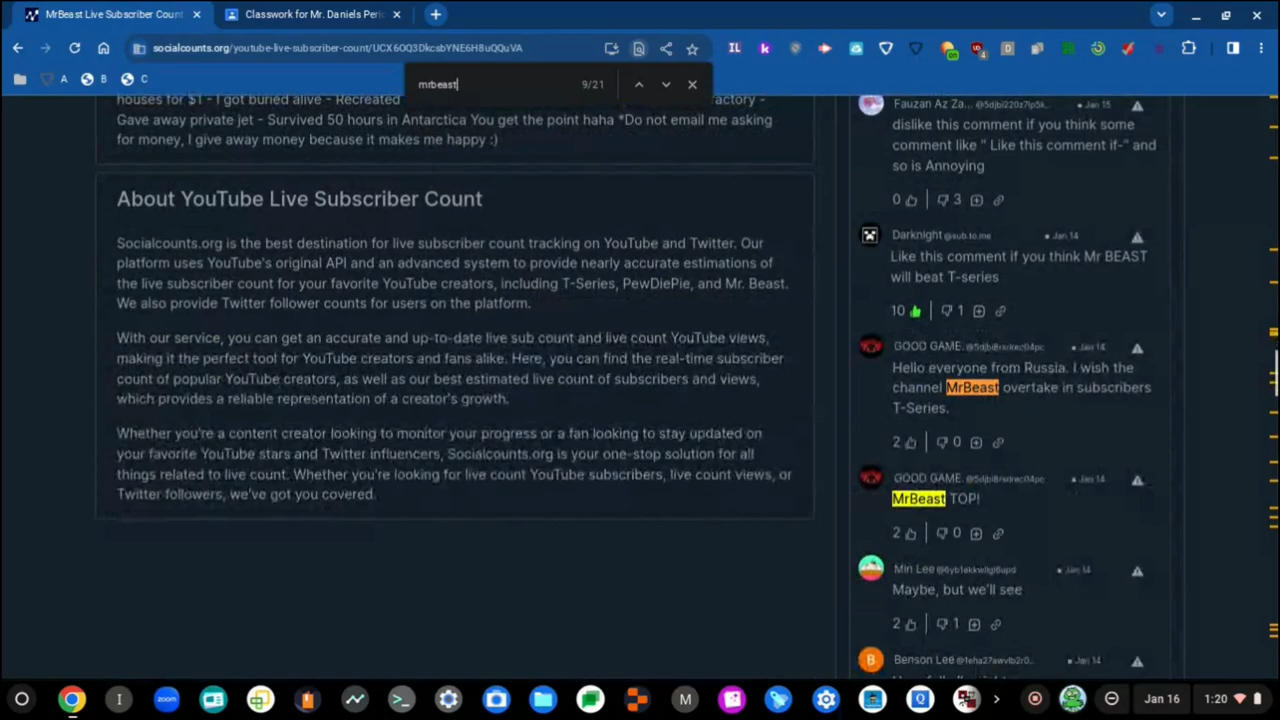 MrBeast Live Subscriber Count
Classwork for Mr. Daniels Peri
socialcounts.org/youtube-live-subscriber-count/UCX6OQ3DkcsbYNE6H8uQQuVA
A B C
mrbeast 9/21
houses for $1 - I got buried alive - Recreated
actory -
Gave away private jet - Survived 50 hours in Antarctica You get the point haha *Do not email me asking
for money, I give away money because it makes me happy :)
About YouTube Live Subscriber Count
Socialcounts.org is the best destination for live subscriber count tracking on YouTube and Twitter. Our
platform uses YouTube's original API and an advanced system to provide nearly accurate estimations of
the live subscriber count for your favorite YouTube creators, including T-Series, PewDiePie, and Mr. Beast.
We also provide Twitter follower counts for users on the platform.
With our service, you can get an accurate and up-to-date live sub count and live count YouTube views,
making it the perfect tool for YouTube creators and fans alike. Here, you can find the real-time subscriber
count of popular YouTube creators, as well as our best estimated live count of subscribers and views,
which provides a reliable representation of a creator's growth.
Whether you're a content creator looking to monitor your progress or a fan looking to stay updated on
your favorite YouTube stars and Twitter influencers, Socialcounts.org is your one-stop solution for all
things related to live count. Whether you're looking for live count YouTube subscribers, live count views, or
Twitter followers, we've got you covered.
Fauzan Az Za... • Jan 15
dislike this comment if you think some
comment like " Like this comment if-" and
so is Annoying
0 3
Darknight @sub.to.me • Jan 14
Like this comment if you think Mr BEAST
will beat T-series
10 1
GOOD GAME. • Jan 14
Hello everyone from Russia. I wish the
channel MrBeast overtake in subscribers
T-Series.
2 0
GOOD GAME. • Jan 14
MrBeast TOP!
2 0
Min Lee • Jan 14
Maybe, but we'll see
2 1
Benson Lee • Jan 14
Jan 16 1:20